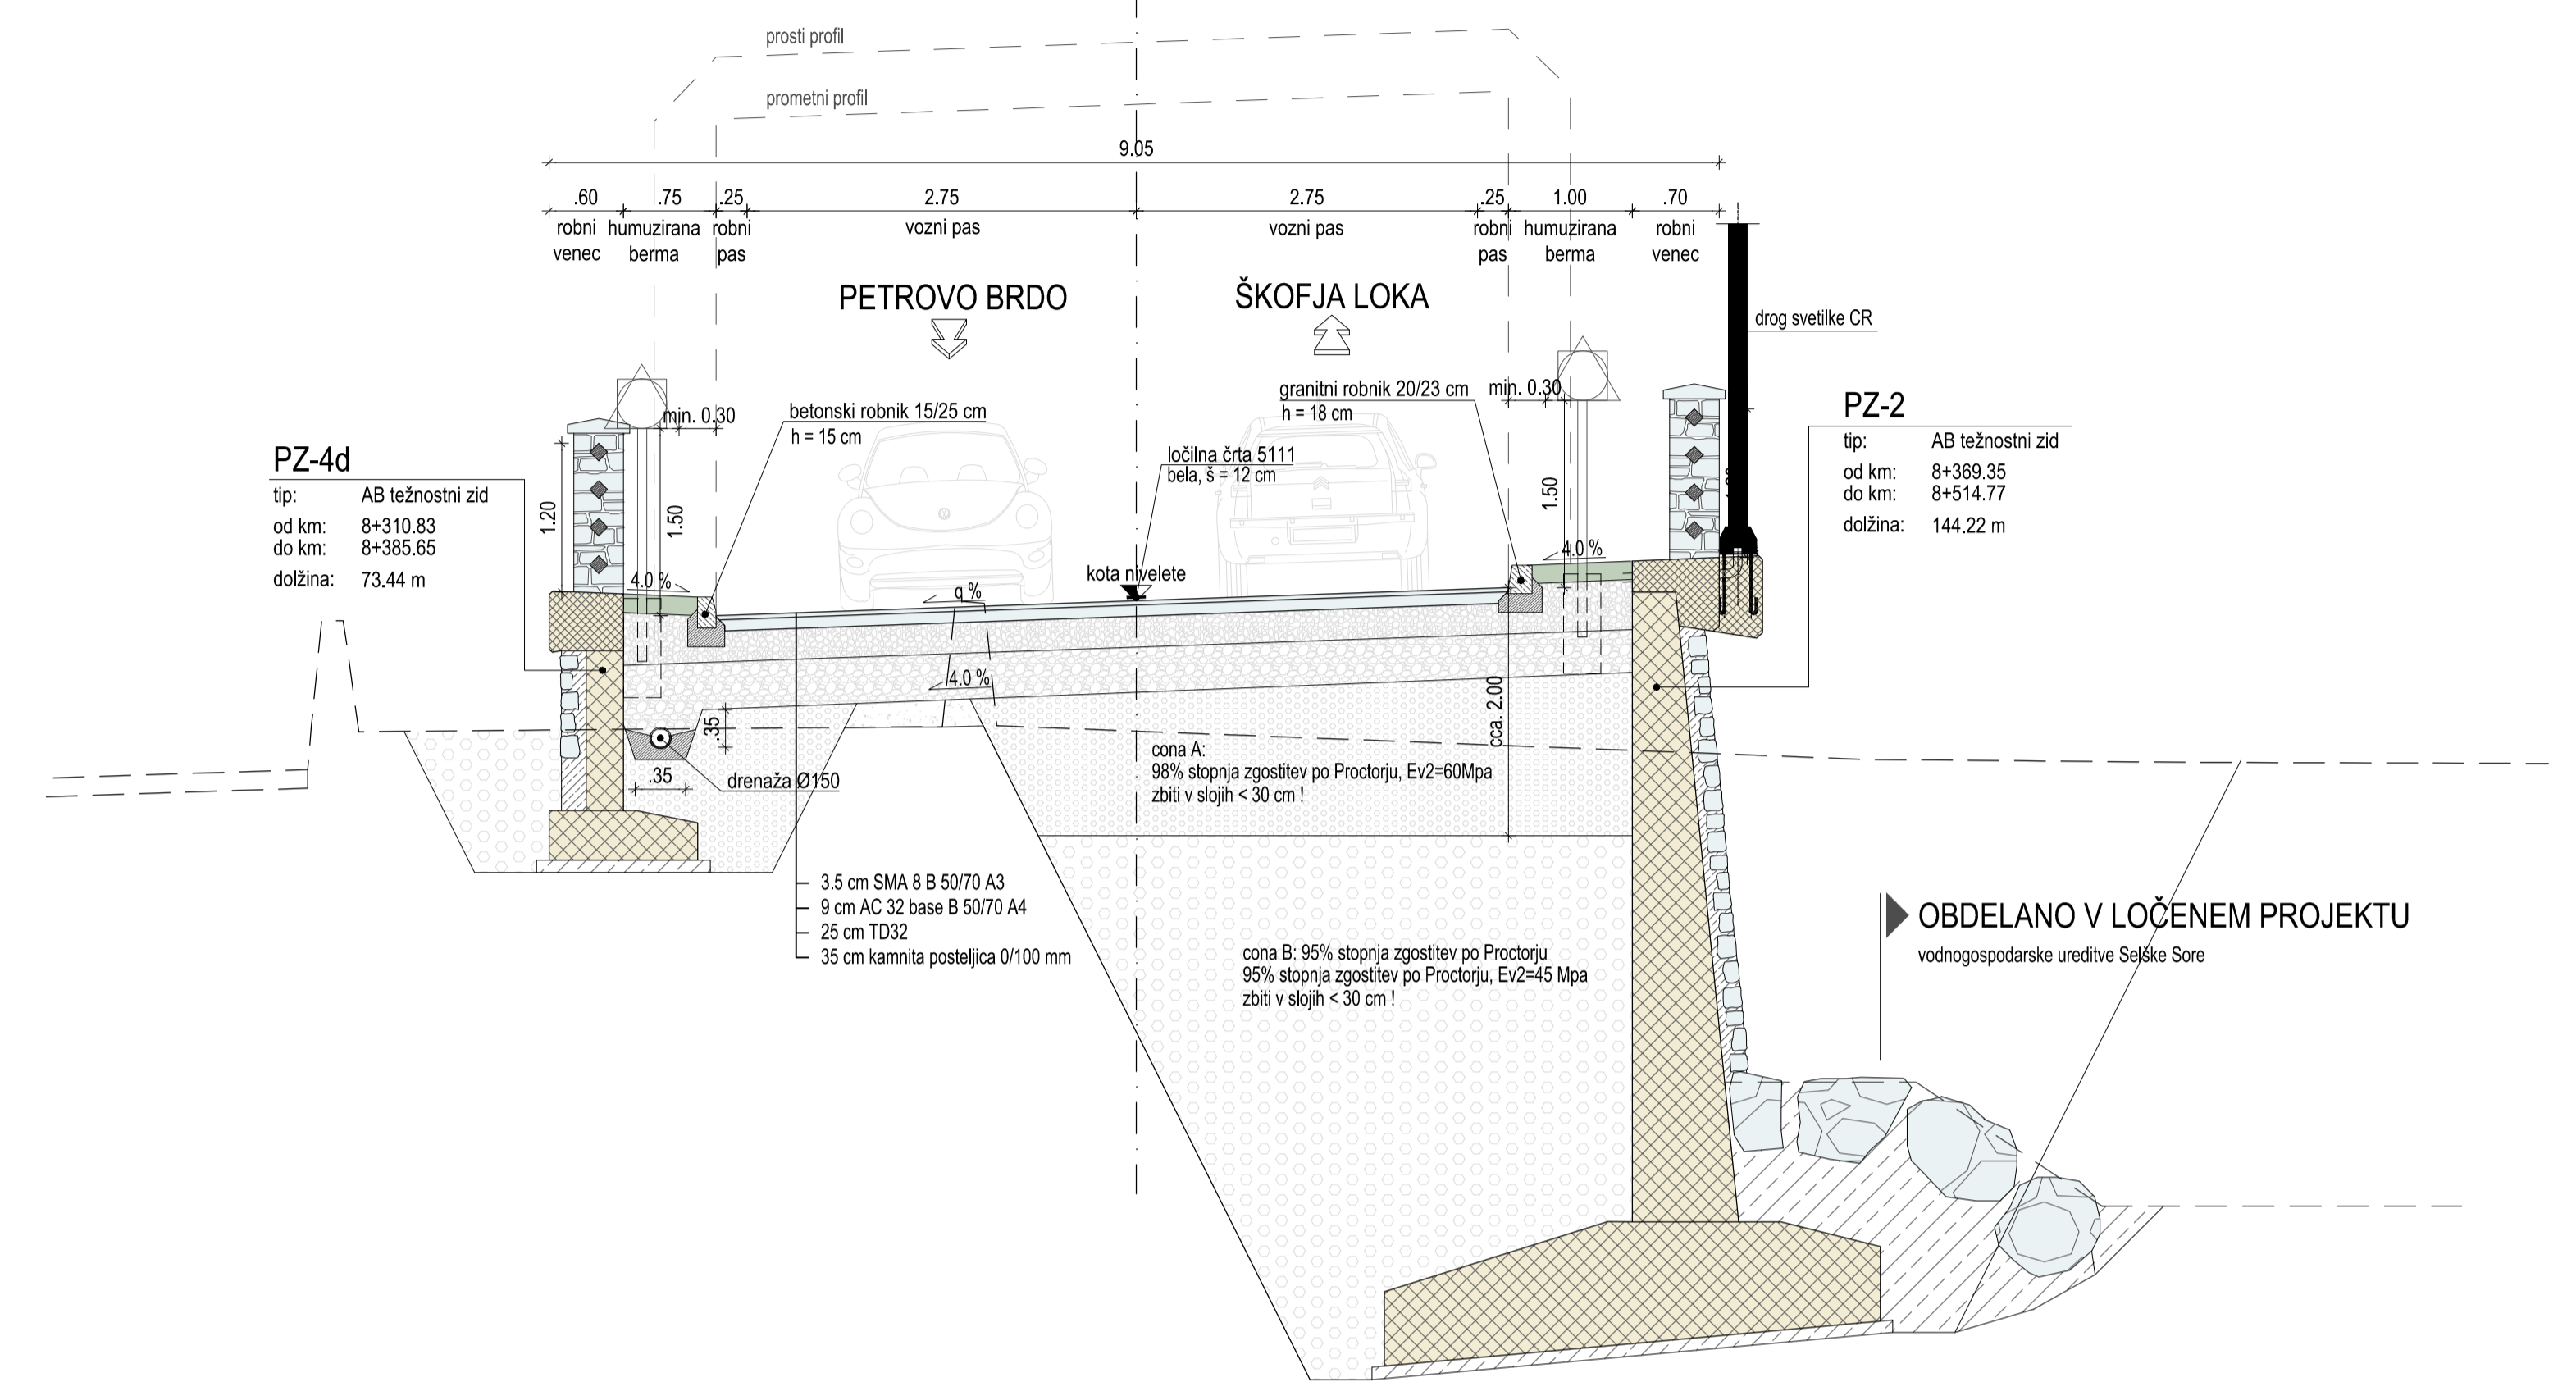 prosti profil
prometni profil
9.05
.60 .75 .25 2.75 2.75 .25 1.00 .70
robni humuzirana robni vozni pas vozni pas robni humuzirana robni
venec berma pas pas berma venec
PETROVO BRDO ŠKOFJA LOKA
drog svetilke CR
granitni robnik 20/23 cm min. 0.30
h = 18 cm
min. 0.30 betonski robnik 15/25 cm
h = 15 cm
PZ-2
tip: AB težnostni zid
od km: 8+369.35
do km: 8+514.77
dolžina: 144.22 m
PZ-4d
tip: AB težnostni zid
od km: 8+310.83
do km: 8+385.65
dolžina: 73.44 m
ločilna črta 5111
bela, š = 12 cm
1.20 1.50 1.50
4.0 % kota nivelete 4.0 %
q %
4.0 %
cca. 2.00
.35
.35
drenaža Ø150
cona A:
98% stopnja zgostitev po Proctorju, Ev2=60Mpa
zbiti v slojih < 30 cm !
3.5 cm SMA 8 B 50/70 A3
9 cm AC 32 base B 50/70 A4
25 cm TD32
35 cm kamnita posteljica 0/100 mm
cona B: 95% stopnja zgostitev po Proctorju
95% stopnja zgostitev po Proctorju, Ev2=45 Mpa
zbiti v slojih < 30 cm !
OBDELANO V LOČENEM PROJEKTU
vodnogospodarske ureditve Selške Sore